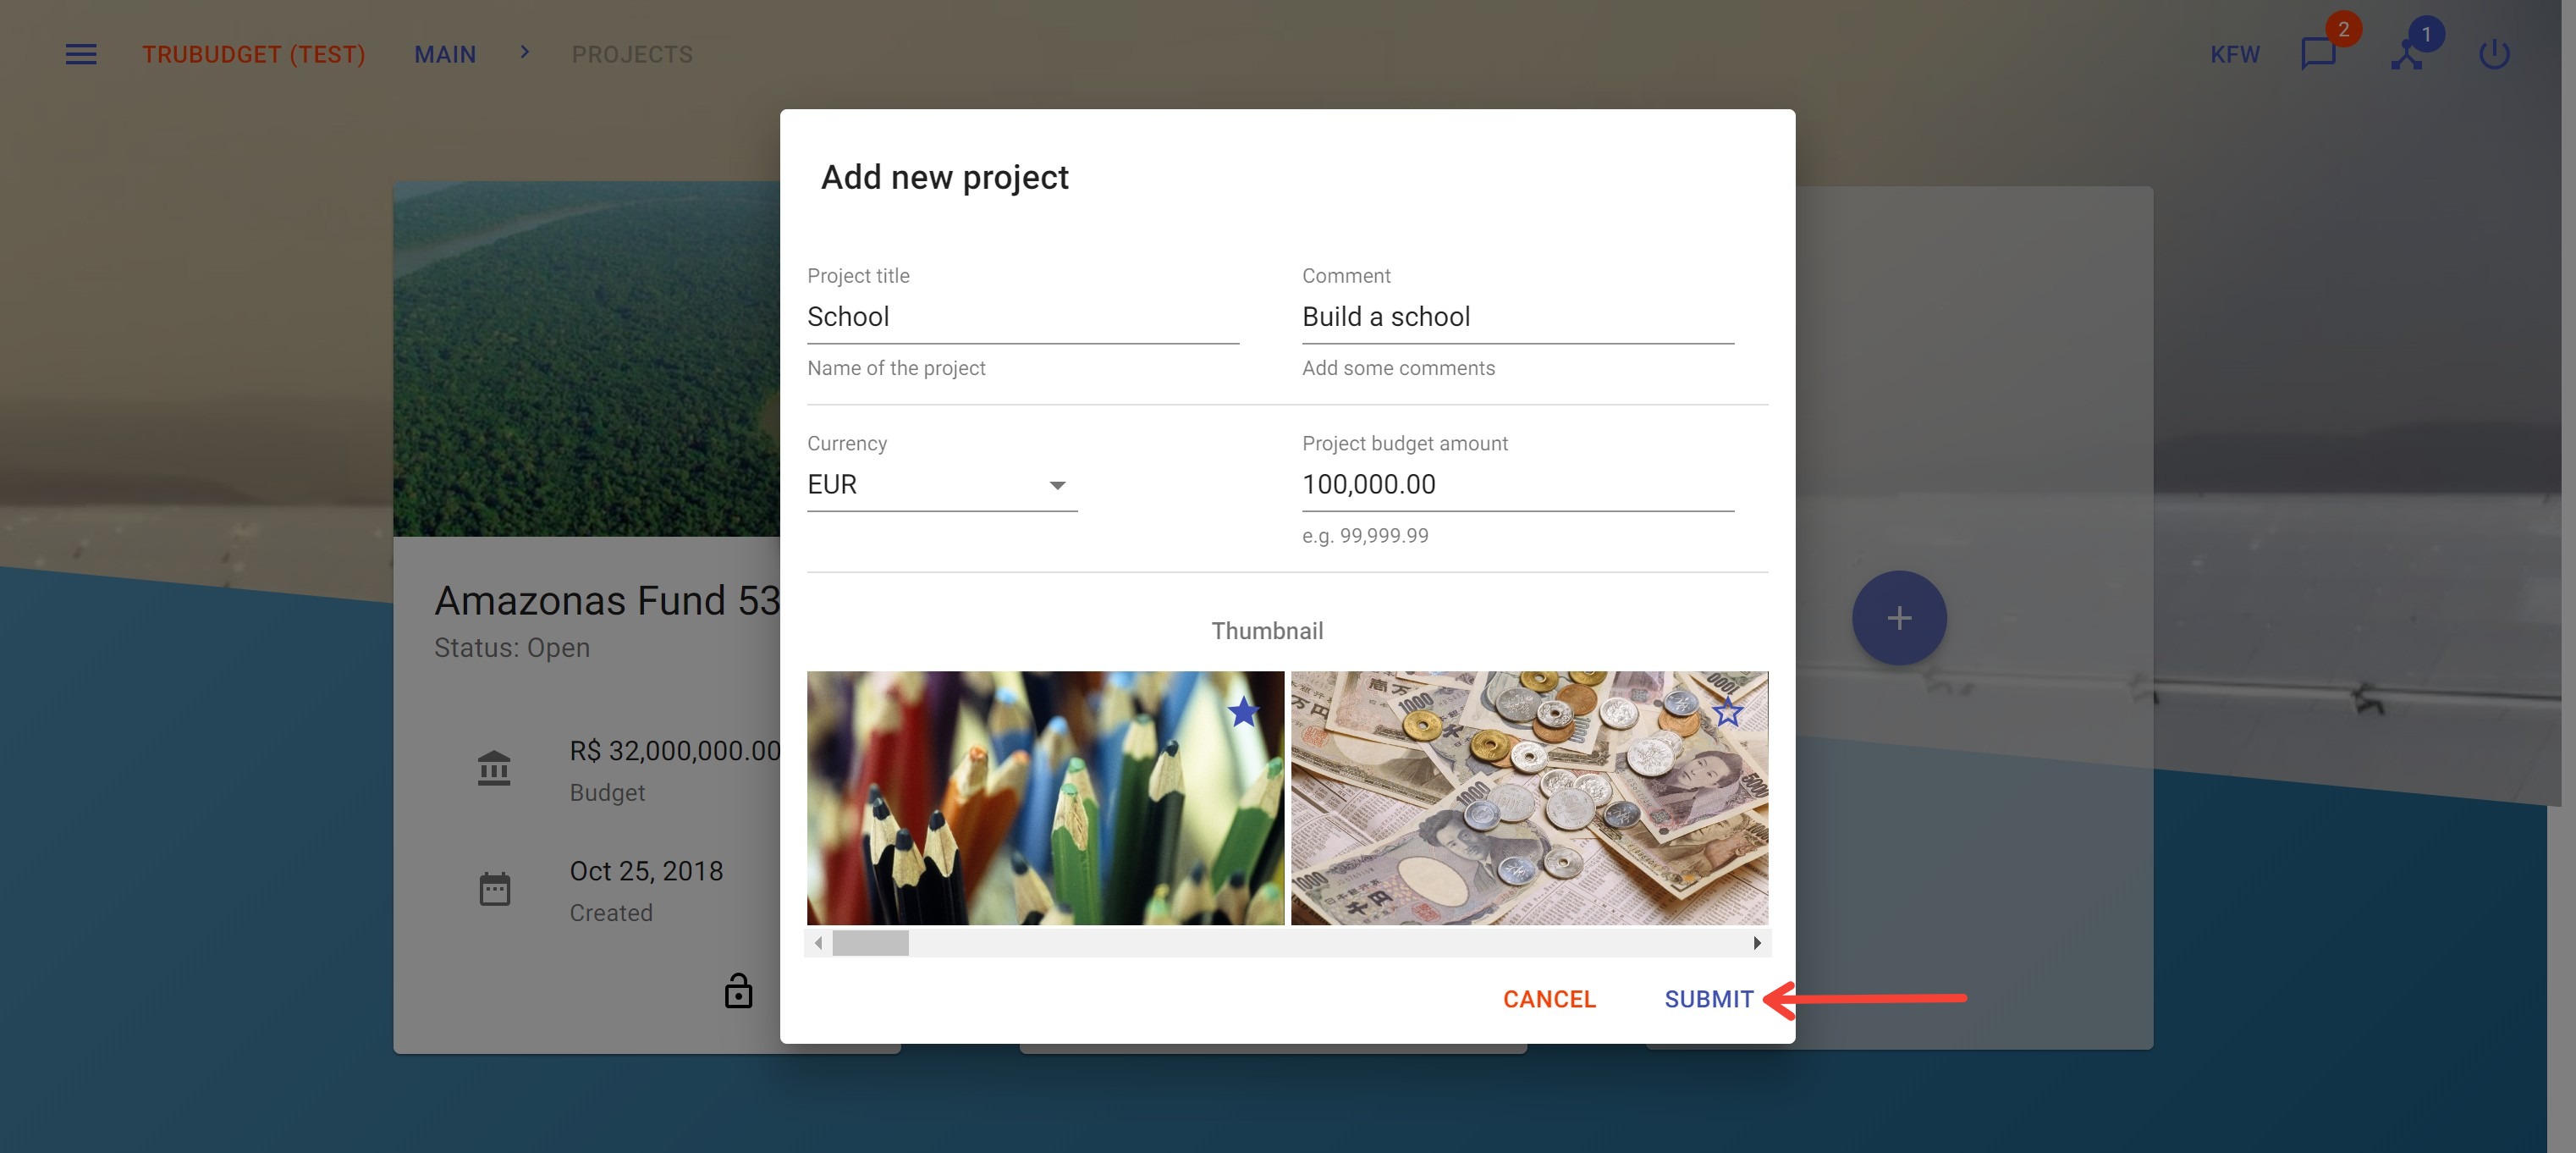 TRUBUDGET (TEST) MAIN > PROJECTS
KFW 2 1
Add new project
Project title
School
Name of the project
Comment
Build a school
Add some comments
Currency
EUR
Project budget amount
100,000.00
e.g. 99,999.99
Thumbnail
CANCEL SUBMIT
Amazonas Fund 53
Status: Open
R$ 32,000,000.00
Budget
Oct 25, 2018
Created
+